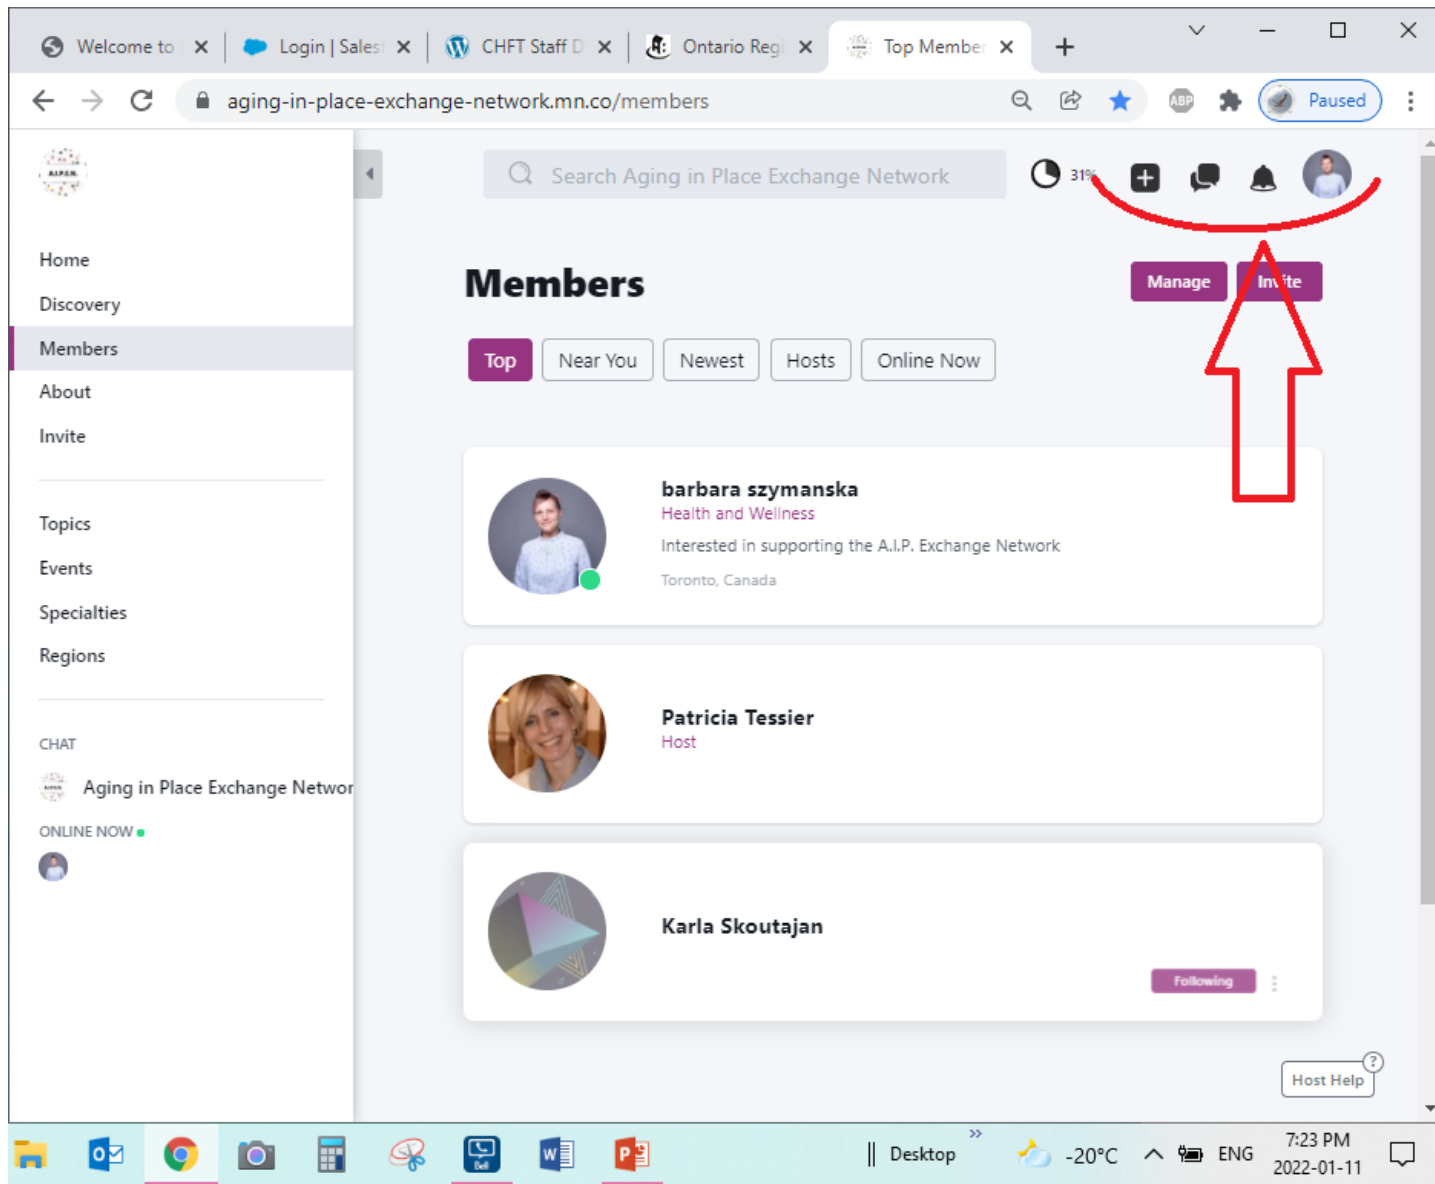 Welcome to
Login | Sales
CHFT Staff D
Ontario Regi
Top Member
aging-in-place-exchange-network.mn.co/members
ABP
Paused
A.I.P.E.N.
Search Aging in Place Exchange Network
31%
Home
Discovery
Members
About
Invite
Topics
Events
Specialties
Regions
CHAT
Aging in Place Exchange Networ
ONLINE NOW
Members
Manage
Invite
Top
Near You
Newest
Hosts
Online Now
barbara szymanska
Health and Wellness
Interested in supporting the A.I.P. Exchange Network
Toronto, Canada
Patricia Tessier
Host
Karla Skoutajan
Following
Host Help
?
Bell
Desktop
-20°C
ENG
7:23 PM
2022-01-11